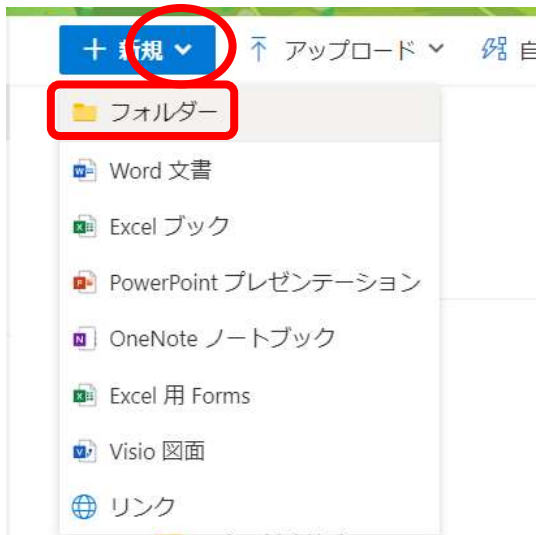 + 新規 アップロード 自
フォルダー
Word 文書
Excel ブック
PowerPoint プレゼンテーション
OneNote ノートブック
Excel 用 Forms
Visio 図面
リンク